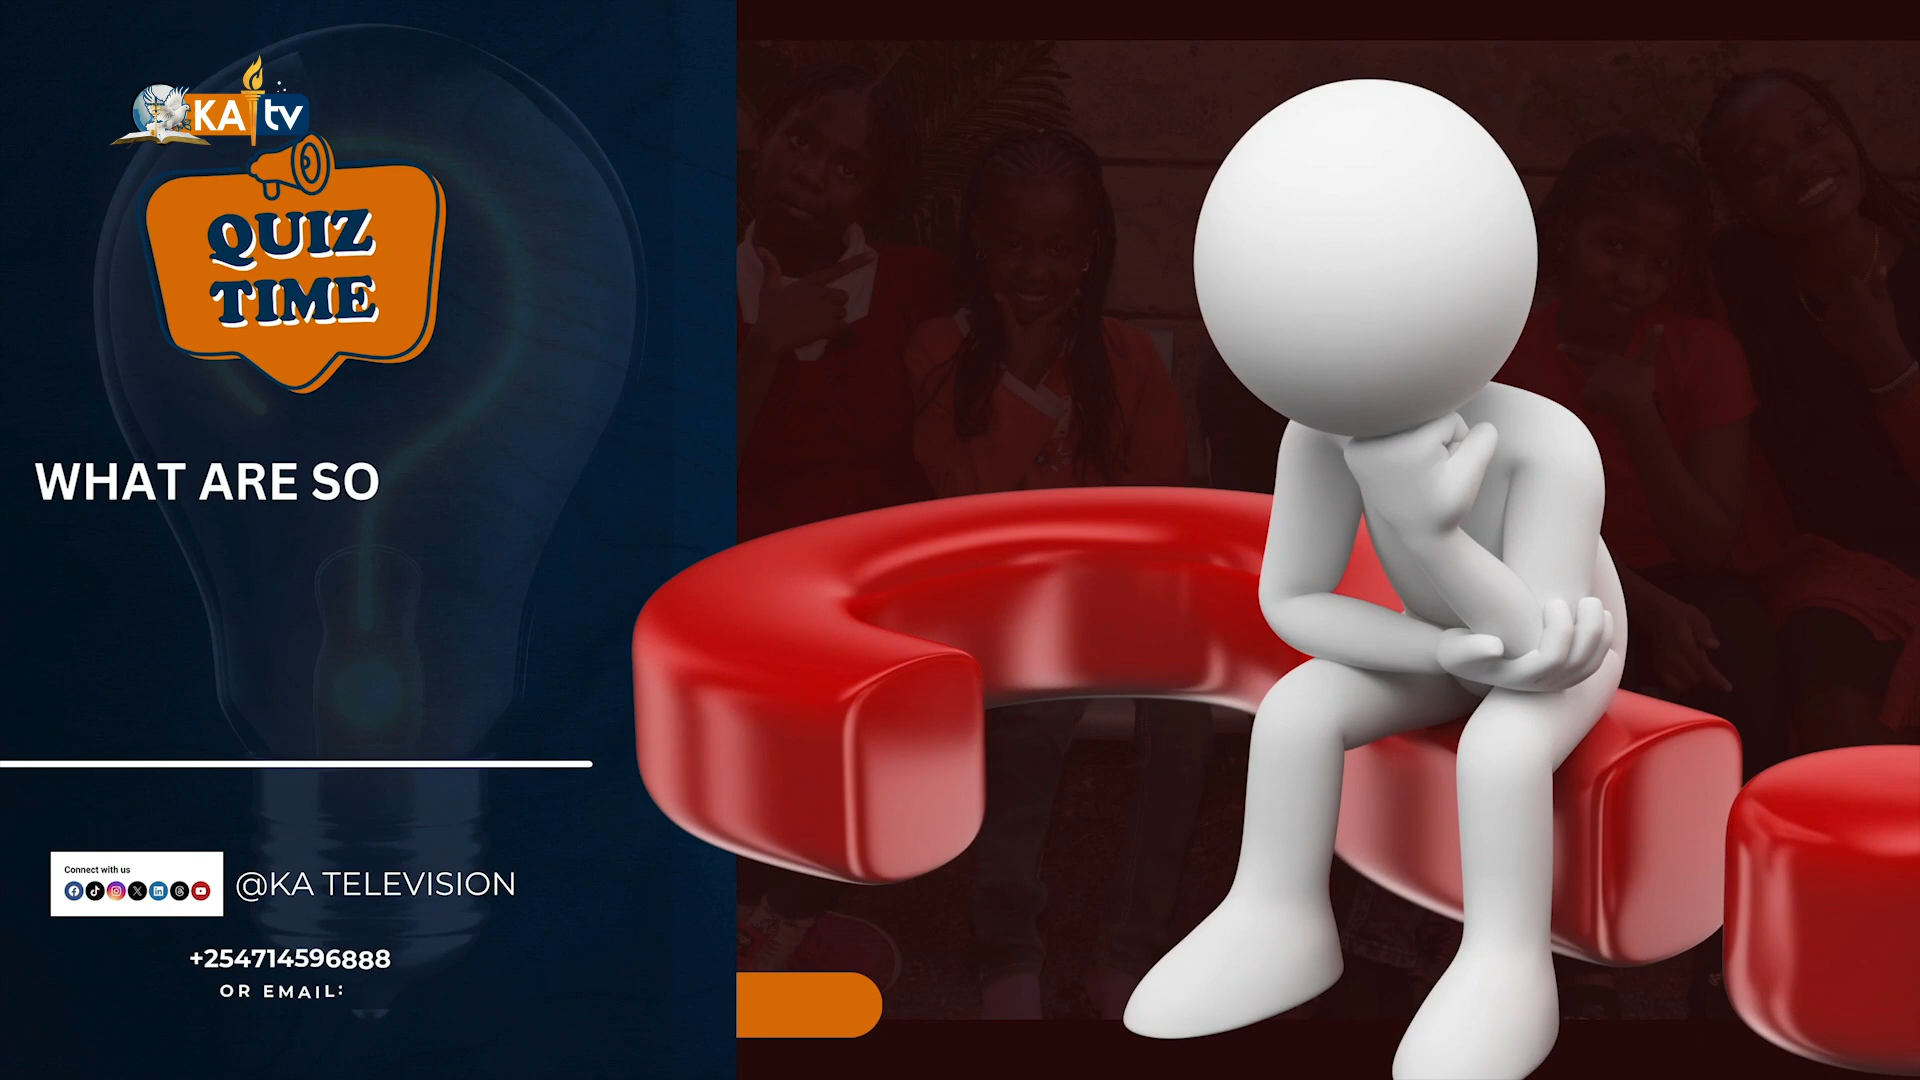 KA tv
QUIZ
TIME
WHAT ARE SO
Connect with us
@KA TELEVISION
+254714596888
OR EMAIL: